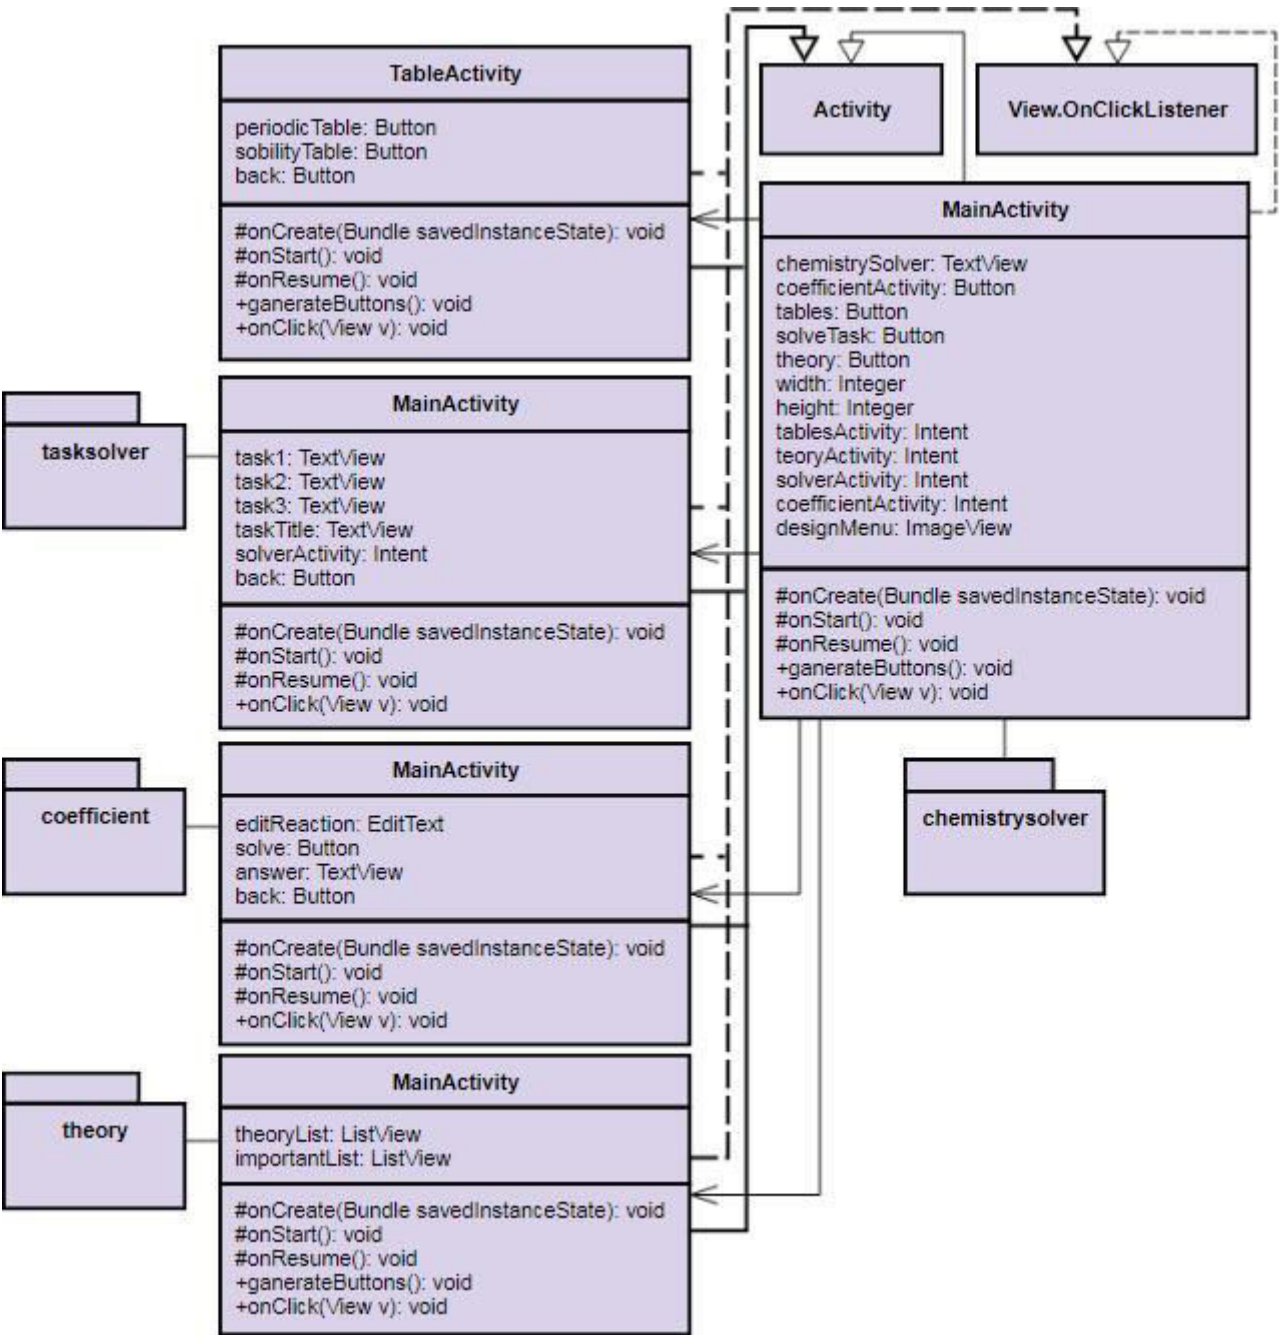 TableActivity
periodicTable: Button
sobilityTable: Button
back: Button
#onCreate(Bundle savedInstanceState): void
#onStart(): void
#onResume(): void
+ganerateButtons(): void
+onClick(View v): void
Activity
View.OnClickListener
MainActivity
chemistrySolver: TextView
coefficientActivity: Button
tables: Button
solveTask: Button
theory: Button
width: Integer
height: Integer
tablesActivity: Intent
teoryActivity: Intent
solverActivity: Intent
coefficientActivity: Intent
designMenu: ImageView
#onCreate(Bundle savedInstanceState): void
#onStart(): void
#onResume(): void
+ganerateButtons(): void
+onClick(View v): void
chemistrysolver
tasksolver
MainActivity
task1: TextView
task2: TextView
task3: TextView
taskTitle: TextView
solverActivity: Intent
back: Button
#onCreate(Bundle savedInstanceState): void
#onStart(): void
#onResume(): void
+onClick(View v): void
coefficient
MainActivity
editReaction: EditText
solve: Button
answer: TextView
back: Button
#onCreate(Bundle savedInstanceState): void
#onStart(): void
#onResume(): void
+onClick(View v): void
theory
MainActivity
theoryList: ListView
importantList: ListView
#onCreate(Bundle savedInstanceState): void
#onStart(): void
#onResume(): void
+ganerateButtons(): void
+onClick(View v): void